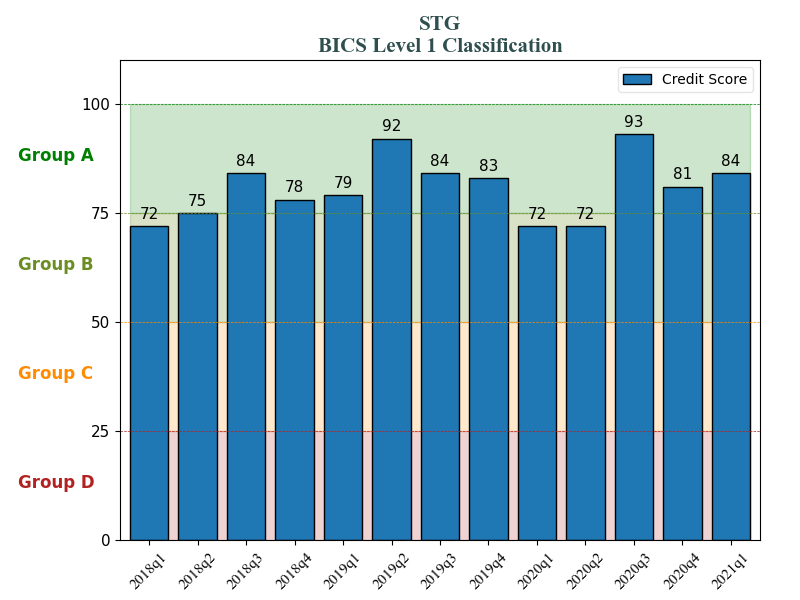 STG
BICS Level 1 Classification
Credit Score
100
75
50
25
0
Group A
Group B
Group C
Group D
72
75
84
78
79
92
84
83
72
72
93
81
84
2018q1
2018q2
2018q3
2018q4
2019q1
2019q2
2019q3
2019q4
2020q1
2020q2
2020q3
2020q4
2021q1